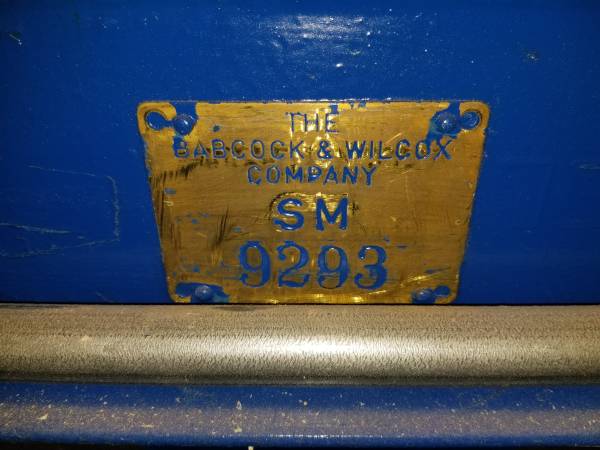 THE
BABCOCK & WILCOX
COMPANY
SM
9293